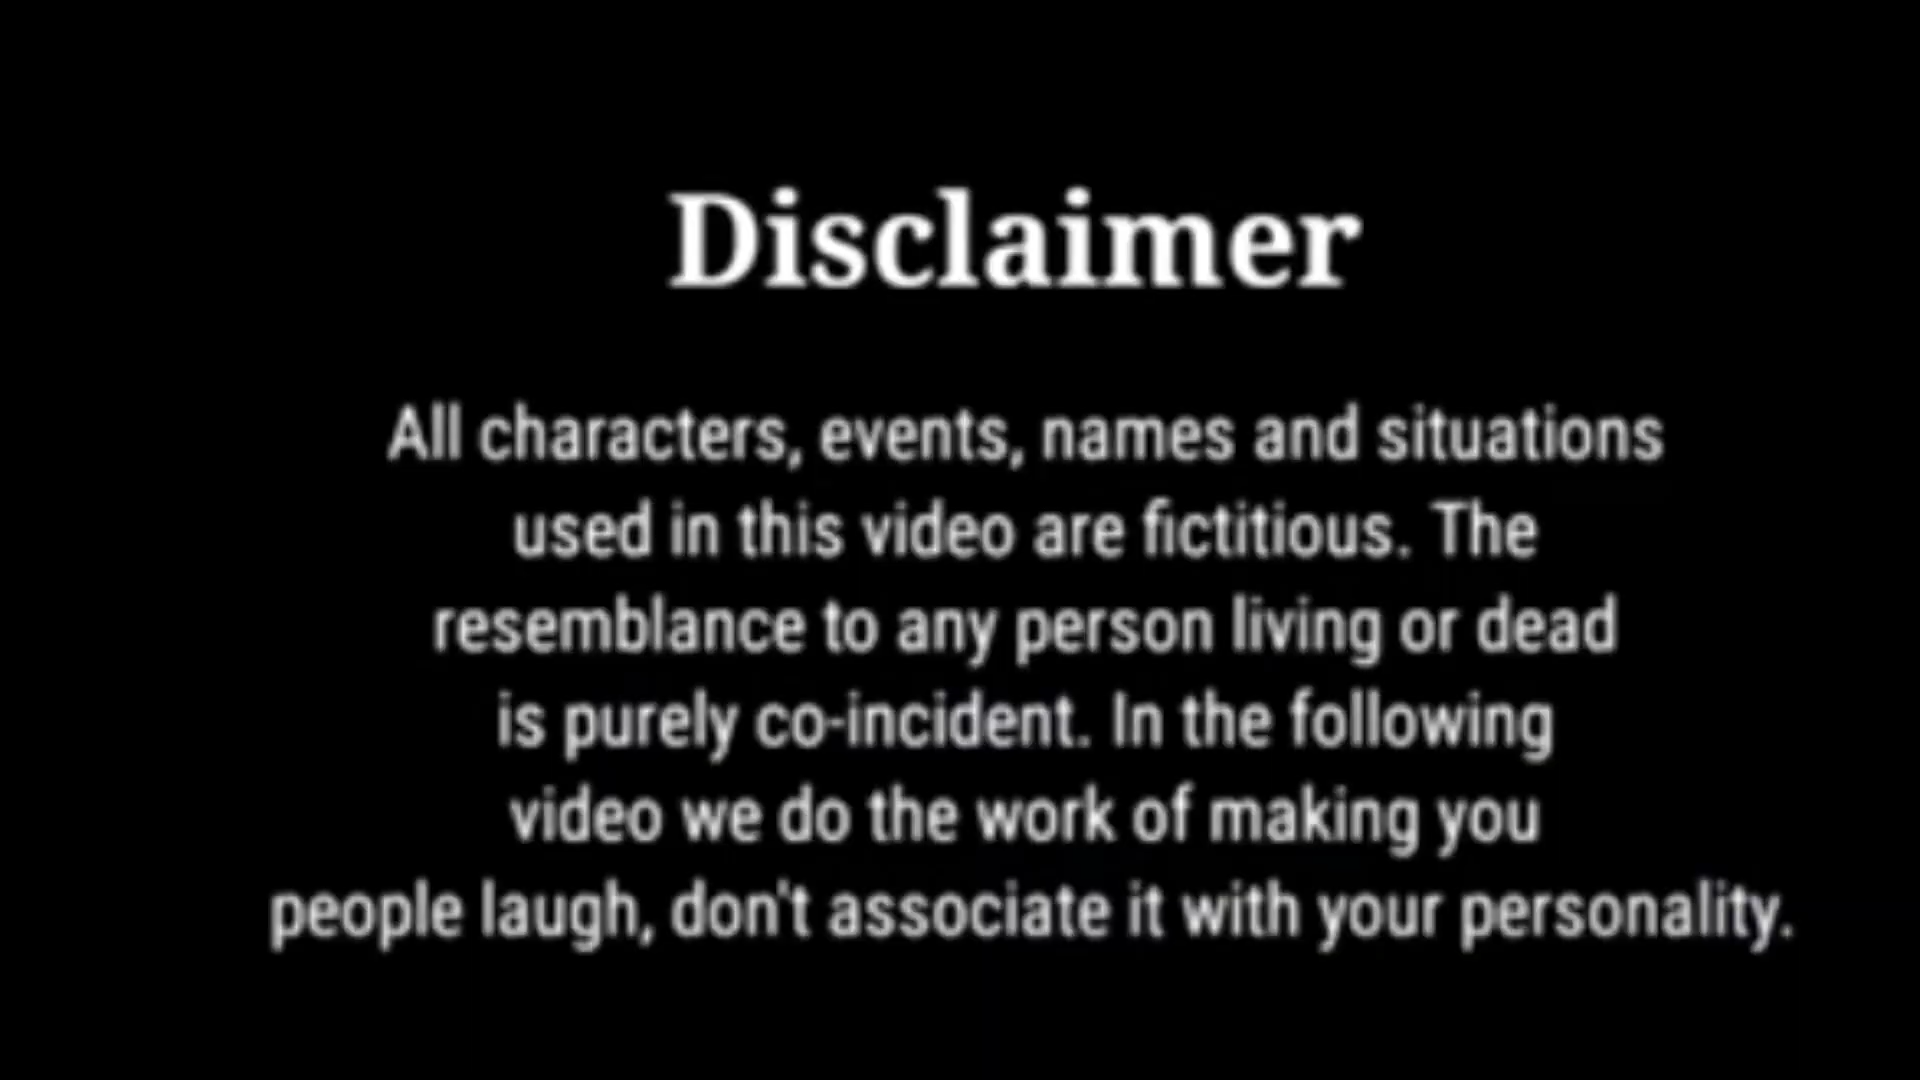 Disclaimer
All characters, events, names and situations
used in this video are fictitious. The
resemblance to any person living or dead
is purely co-incident. In the following
video we do the work of making you
people laugh, don't associate it with your personality.